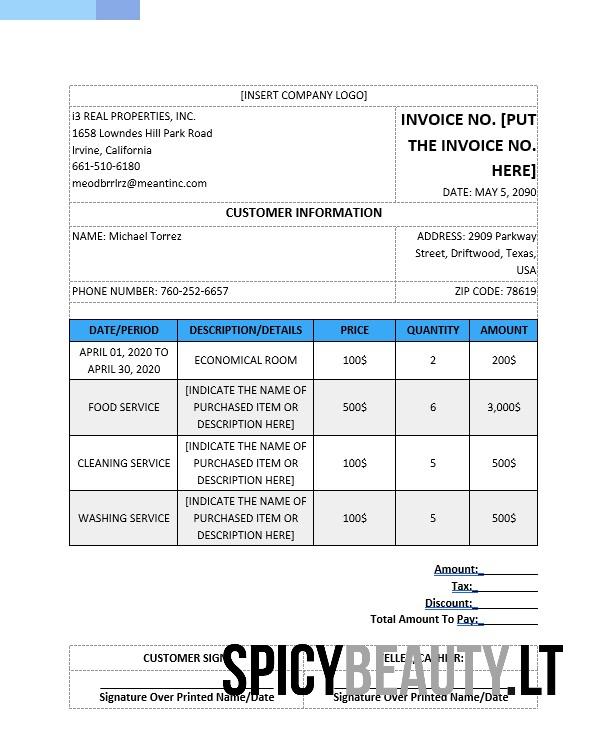 [INSERT COMPANY LOGO]
i3 REAL PROPERTIES, INC.
1658 Lowndes Hill Park Road
Irvine, California
661-510-6180
meodbrrlrz@meantinc.com
INVOICE NO. [PUT
THE INVOICE NO.
HERE]
DATE: MAY 5, 2090
CUSTOMER INFORMATION
NAME: Michael Torrez
ADDRESS: 2909 Parkway
Street, Driftwood, Texas,
USA
PHONE NUMBER: 760-252-6657 ZIP CODE: 78619
DATE/PERIOD DESCRIPTION/DETAILS PRICE QUANTITY AMOUNT
APRIL 01, 2020 TO
APRIL 30, 2020
ECONOMICAL ROOM 100$ 2 200$
FOOD SERVICE
[INDICATE THE NAME OF
PURCHASED ITEM OR
DESCRIPTION HERE]
500$ 6 3,000$
CLEANING SERVICE
[INDICATE THE NAME OF
PURCHASED ITEM OR
DESCRIPTION HERE]
100$ 5 500$
WASHING SERVICE
[INDICATE THE NAME OF
PURCHASED ITEM OR
DESCRIPTION HERE]
100$ 5 500$
Amount:_
Tax:_
Discount:_
Total Amount To Pay:_
CUSTOMER
SPICYBEAUTY.LT
Signature Over Printed Name/Date Signature Over Printed Name/Date